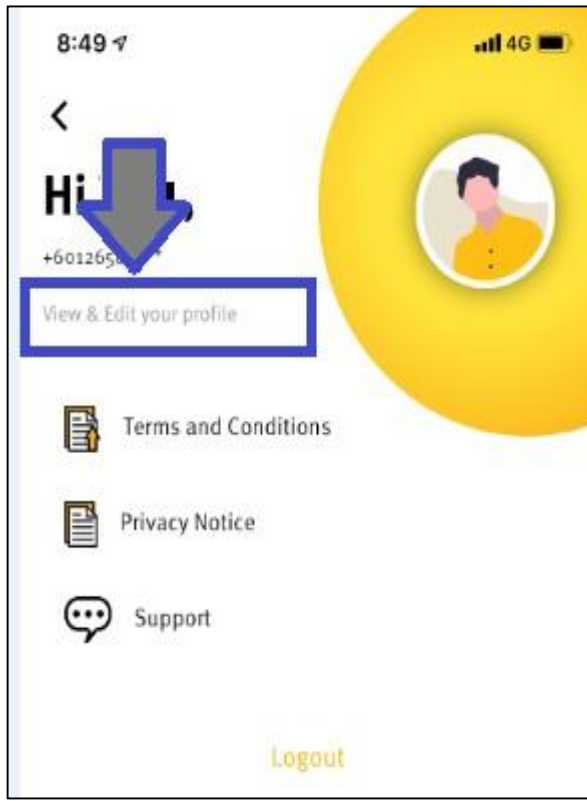 8:49
4G
Hi
View & Edit your profile
Terms and Conditions
Privacy Notice
Support
Logout